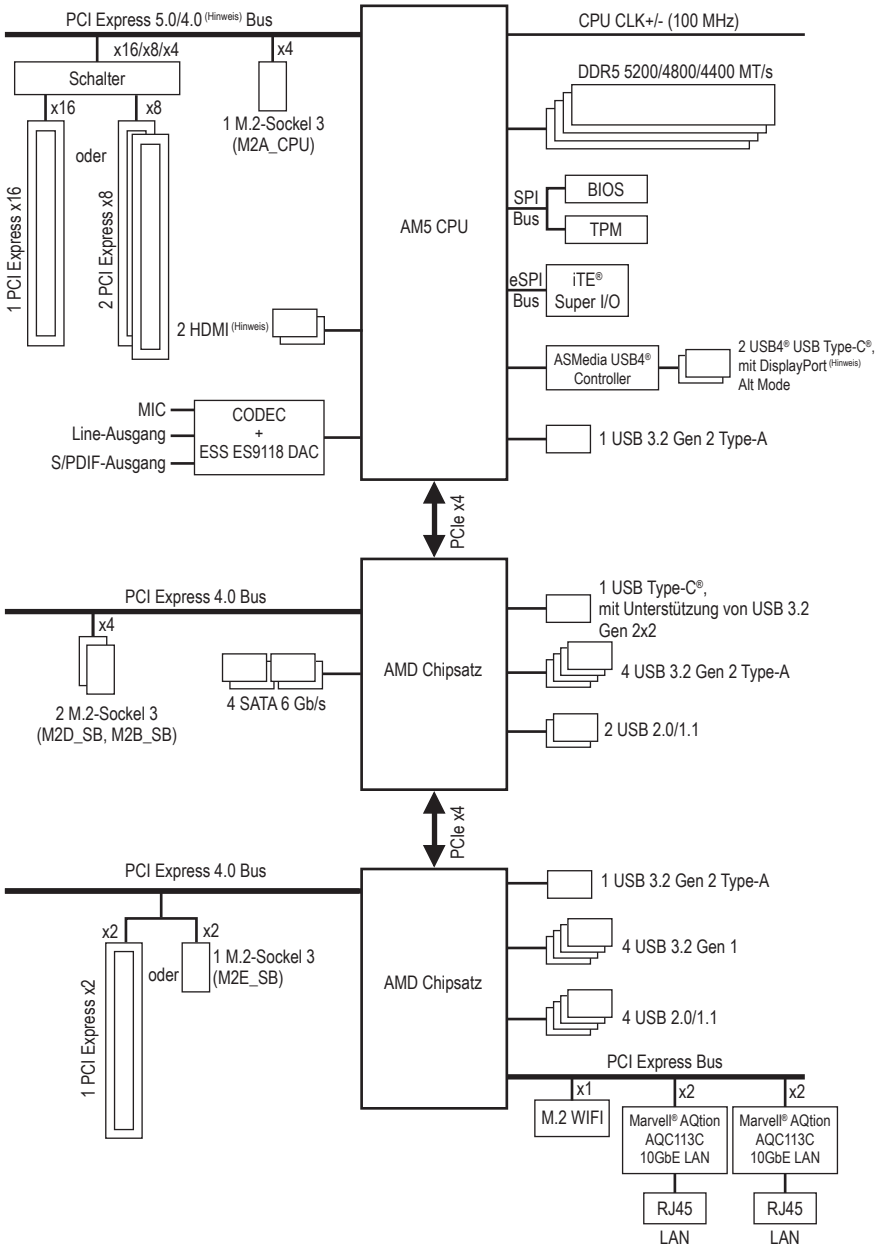 PCI Express 5.0/4.0 (Hinweis) Bus
CPU CLK+/- (100 MHz)
x16/x8/x4
x4
Schalter
DDR5 5200/4800/4400 MT/s
x16
x8
1 M.2-Sockel 3
(M2A_CPU)
oder
1 PCI Express x16
2 PCI Express x8
AM5 CPU
SPI
Bus
BIOS
TPM
eSPI
Bus
iTE®
Super I/O
2 HDMI (Hinweis)
ASMedia USB4®
Controller
2 USB4® USB Type-C®,
mit DisplayPort (Hinweis)
Alt Mode
MIC
Line-Ausgang
S/PDIF-Ausgang
CODEC
+
ESS ES9118 DAC
1 USB 3.2 Gen 2 Type-A
PCIe x4
PCI Express 4.0 Bus
x4
2 M.2-Sockel 3
(M2D_SB, M2B_SB)
4 SATA 6 Gb/s
AMD Chipsatz
1 USB Type-C®,
mit Unterstützung von USB 3.2
Gen 2x2
4 USB 3.2 Gen 2 Type-A
2 USB 2.0/1.1
PCIe x4
PCI Express 4.0 Bus
x2
x2
1 PCI Express x2
oder
1 M.2-Sockel 3
(M2E_SB)
AMD Chipsatz
1 USB 3.2 Gen 2 Type-A
4 USB 3.2 Gen 1
4 USB 2.0/1.1
PCI Express Bus
x1
x2
x2
M.2 WIFI
Marvell® AQtion
AQC113C
10GbE LAN
Marvell® AQtion
AQC113C
10GbE LAN
RJ45
RJ45
LAN
LAN